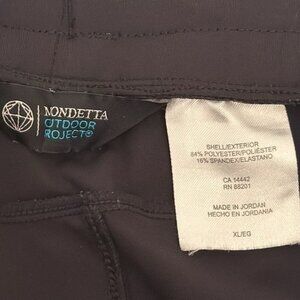 MONDETTA
OUTDOOR
PROJECT®
SHELL/EXTERIOR
84% POLYESTER/POLIÉSTER
16% SPANDEX/ELASTANO
CA 14442
RN 88201
MADE IN JORDAN
HECHO EN JORDANIA
XL/EG